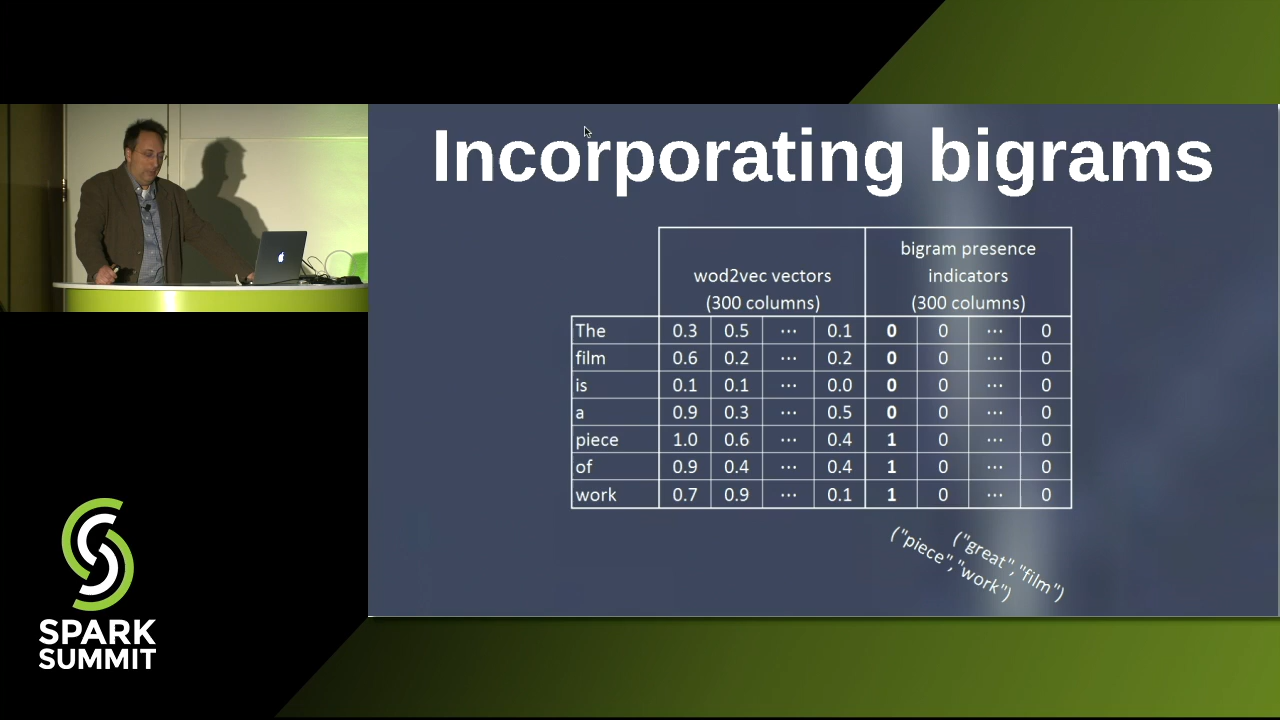 Incorporating bigrams
wod2vec vectors
(300 columns)
bigram presence
indicators
(300 columns)
The 0.3 0.5 ... 0.1 0 0 ... 0
film 0.6 0.2 ... 0.2 0 0 ... 0
is 0.1 0.1 ... 0.0 0 0 ... 0
a 0.9 0.3 ... 0.5 0 0 ... 0
piece 1.0 0.6 ... 0.4 1 0 ... 0
of 0.9 0.4 ... 0.4 1 0 ... 0
work 0.7 0.9 ... 0.1 1 0 ... 0
("piece","work")
("great","film")
SPARK
SUMMIT